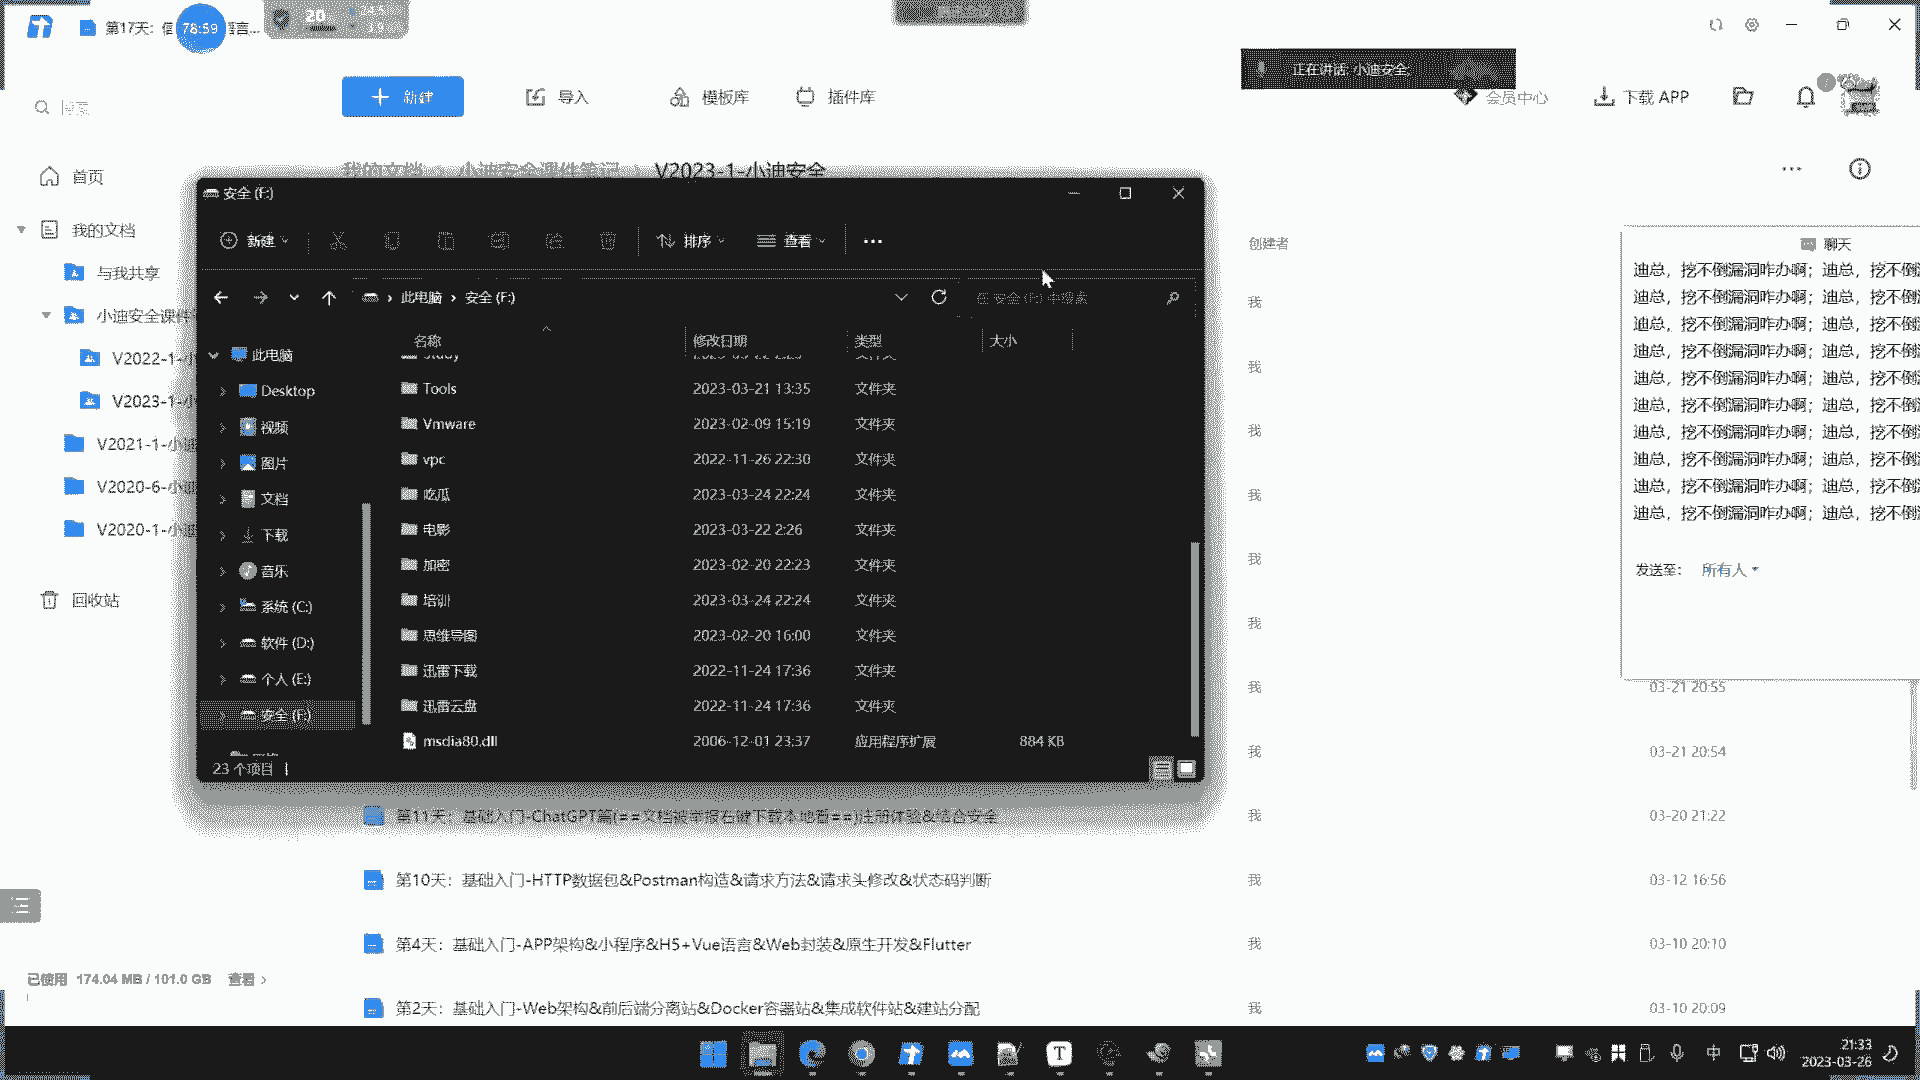 第17天：信
78:59
言...
20
正在讲话: 小迪安全;
搜索
新建
导入
模板库
插件库
会员中心
下载 APP
首页
我的文档
小迪安全课件笔记
V2023-1-小迪安全
我的文档
与我共享
小迪安全课件
V2022-1-小
V2023-1-小
V2021-1-小迪
V2020-6-小迪
V2020-1-小迪
回收站
已使用 174.04 MB / 101.0 GB 查看 >
安全 (F:)
新建
排序
查看
此电脑 > 安全 (F:)
在 安全 (F:) 中搜索
名称 修改日期 类型 大小
此电脑
Desktop
视频
图片
文档
下载
音乐
系统 (C:)
软件 (D:)
个人 (E:)
安全 (F:)
study
Tools 2023-03-21 13:35 文件夹
Vmware 2023-02-09 15:19 文件夹
vpc 2022-11-26 22:30 文件夹
吃瓜 2023-03-24 22:24 文件夹
电影 2023-03-22 2:26 文件夹
加密 2023-02-20 22:23 文件夹
培训 2023-03-24 22:24 文件夹
思维导图 2023-02-20 16:00 文件夹
迅雷下载 2022-11-24 17:36 文件夹
迅雷云盘 2022-11-24 17:36 文件夹
msdia80.dll 2006-12-01 23:37 应用程序扩展 884 KB
23 个项目
创建者
我
我
我
我
我
我
我 03-21 20:55
我 03-21 20:54
第11天：基础入门-ChatGPT篇(==文档被举报右键下载本地看==)注册体验&结合安全 我 03-20 21:22
第10天：基础入门-HTTP数据包&Postman构造&请求方法&请求头修改&状态码判断 我 03-12 16:56
第4天：基础入门-APP架构&小程序&H5+Vue语言&Web封装&原生开发&Flutter 我 03-10 20:10
第2天：基础入门-Web架构&前后端分离站&Docker容器站&集成软件站&建站分配 我 03-10 20:09
聊天
迪总，挖不倒漏洞咋办啊；迪总，挖不倒
迪总，挖不倒漏洞咋办啊；迪总，挖不倒
迪总，挖不倒漏洞咋办啊；迪总，挖不倒
迪总，挖不倒漏洞咋办啊；迪总，挖不倒
迪总，挖不倒漏洞咋办啊；迪总，挖不倒
迪总，挖不倒漏洞咋办啊；迪总，挖不倒
迪总，挖不倒漏洞咋办啊；迪总，挖不倒
迪总，挖不倒漏洞咋办啊；迪总，挖不倒
迪总，挖不倒漏洞咋办啊；迪总，挖不倒
迪总，挖不倒漏洞咋办啊；迪总，挖不倒
发送至： 所有人
中
21:33
2023-03-26